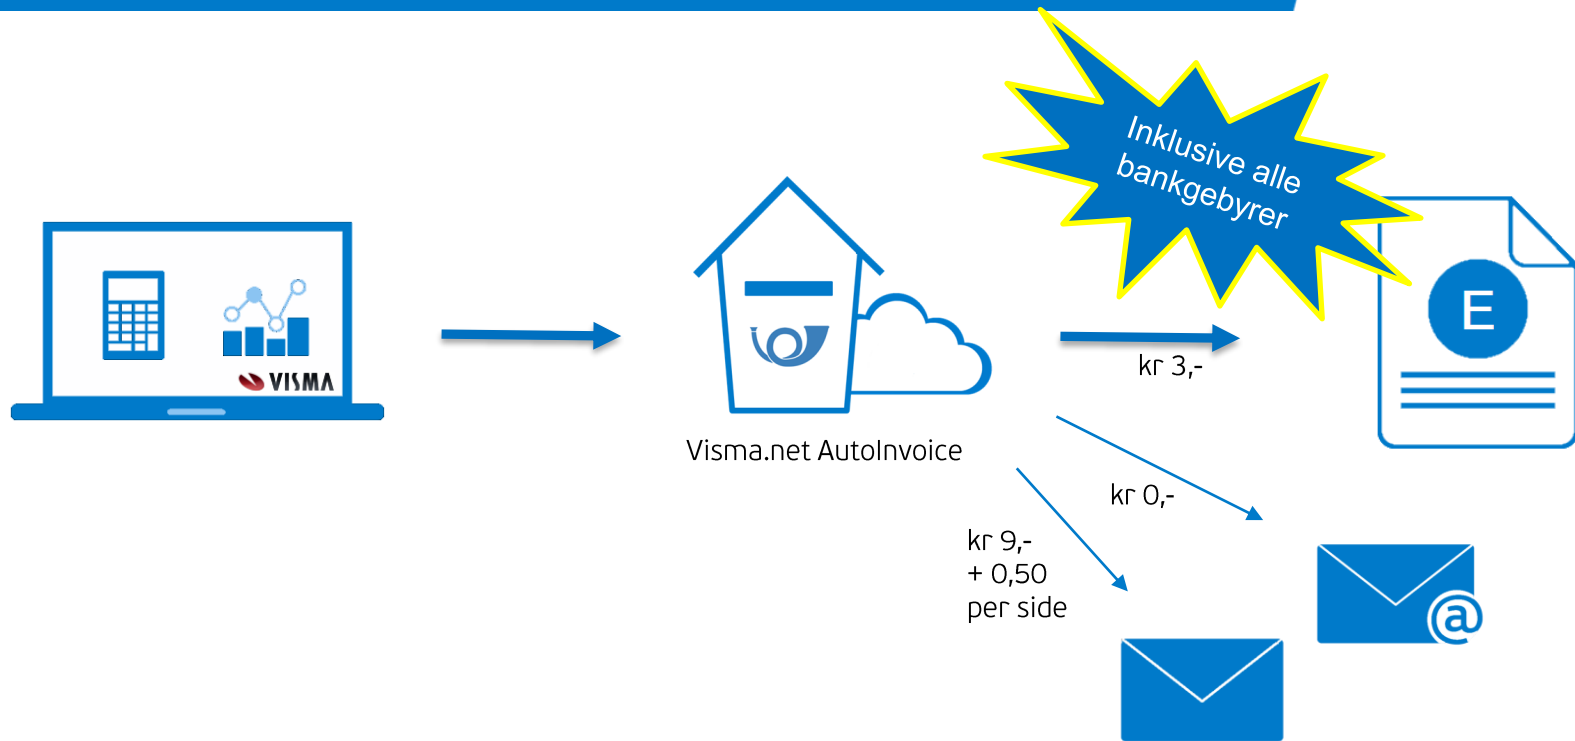 Inklusive alle
bankgebyrer
E
VISMA
kr 3,-
Visma.net AutoInvoice
kr 0,-
kr 9,-
+ 0,50
per side
@